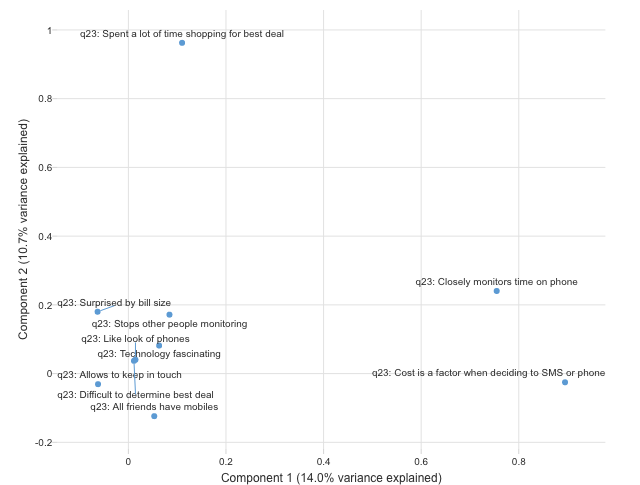 1
q23: Spent a lot of time shopping for best deal
0.8
0.6
0.4
q23: Closely monitors time on phone
0.2
q23: Surprised by bill size
q23: Stops other people monitoring
q23: Like look of phones
q23: Technology fascinating
0
q23: Allows to keep in touch
q23: Cost is a factor when deciding to SMS or phone
q23: Difficult to determine best deal
q23: All friends have mobiles
-0.2
0
0.2
0.4
0.6
0.8
Component 1 (14.0% variance explained)
Component 2 (10.7% variance explained)